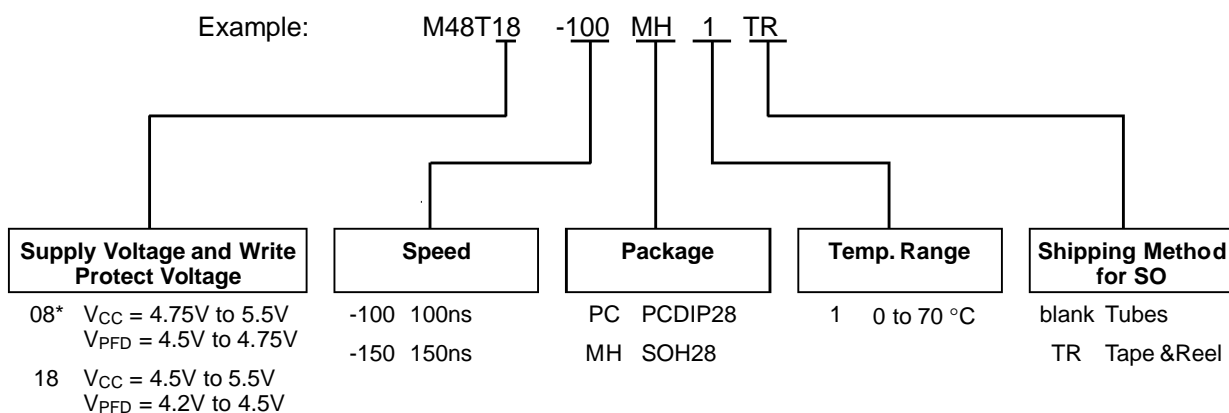 Example: M48T18 -100 MH 1 TR
Supply Voltage and Write
Protect Voltage
08* VCC = 4.75V to 5.5V
VPFD = 4.5V to 4.75V
18 VCC = 4.5V to 5.5V
VPFD = 4.2V to 4.5V
Speed
-100 100ns
-150 150ns
Package
PC PCDIP28
MH SOH28
Temp. Range
1 0 to 70 °C
Shipping Method
for SO
blank Tubes
TR Tape &Reel